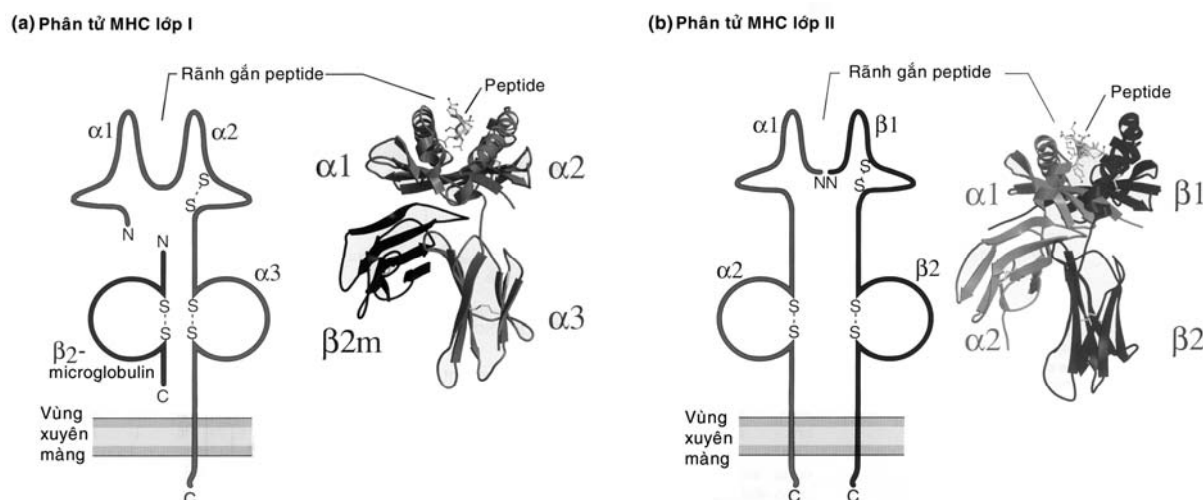 (a) Phân tử MHC lớp I
Rãnh gắn peptide
Peptide
α1
α2
S
S
N
N
α1
α2
α3
S
S
S
S
β2-
microglobulin
C
β2m
α3
Vùng
xuyên
màng
C
(b) Phân tử MHC lớp II
Rãnh gắn peptide
Peptide
α1
β1
NN
S
S
α1
β1
α2
β2
S
S
S
S
α2
β2
Vùng
xuyên
màng
C
C